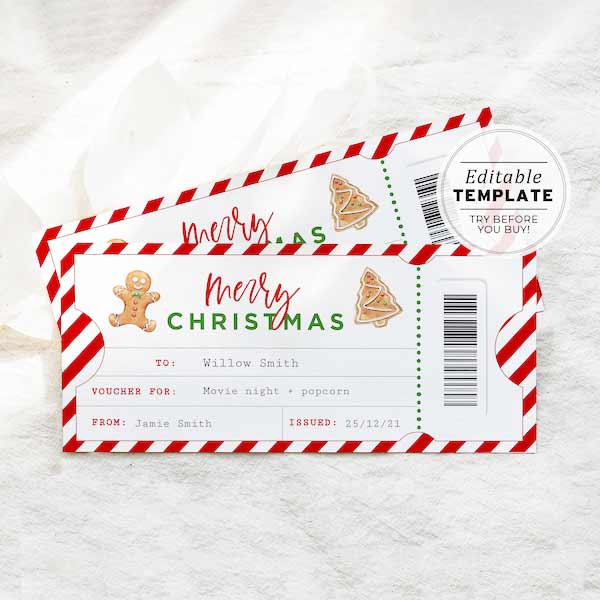 Editable
TEMPLATE
TRY BEFORE
YOU BUY!
merry
CHRISTMAS
merry
CHRISTMAS
TO: Willow Smith
VOUCHER FOR: Movie night + popcorn
FROM: Jamie Smith ISSUED: 25/12/21